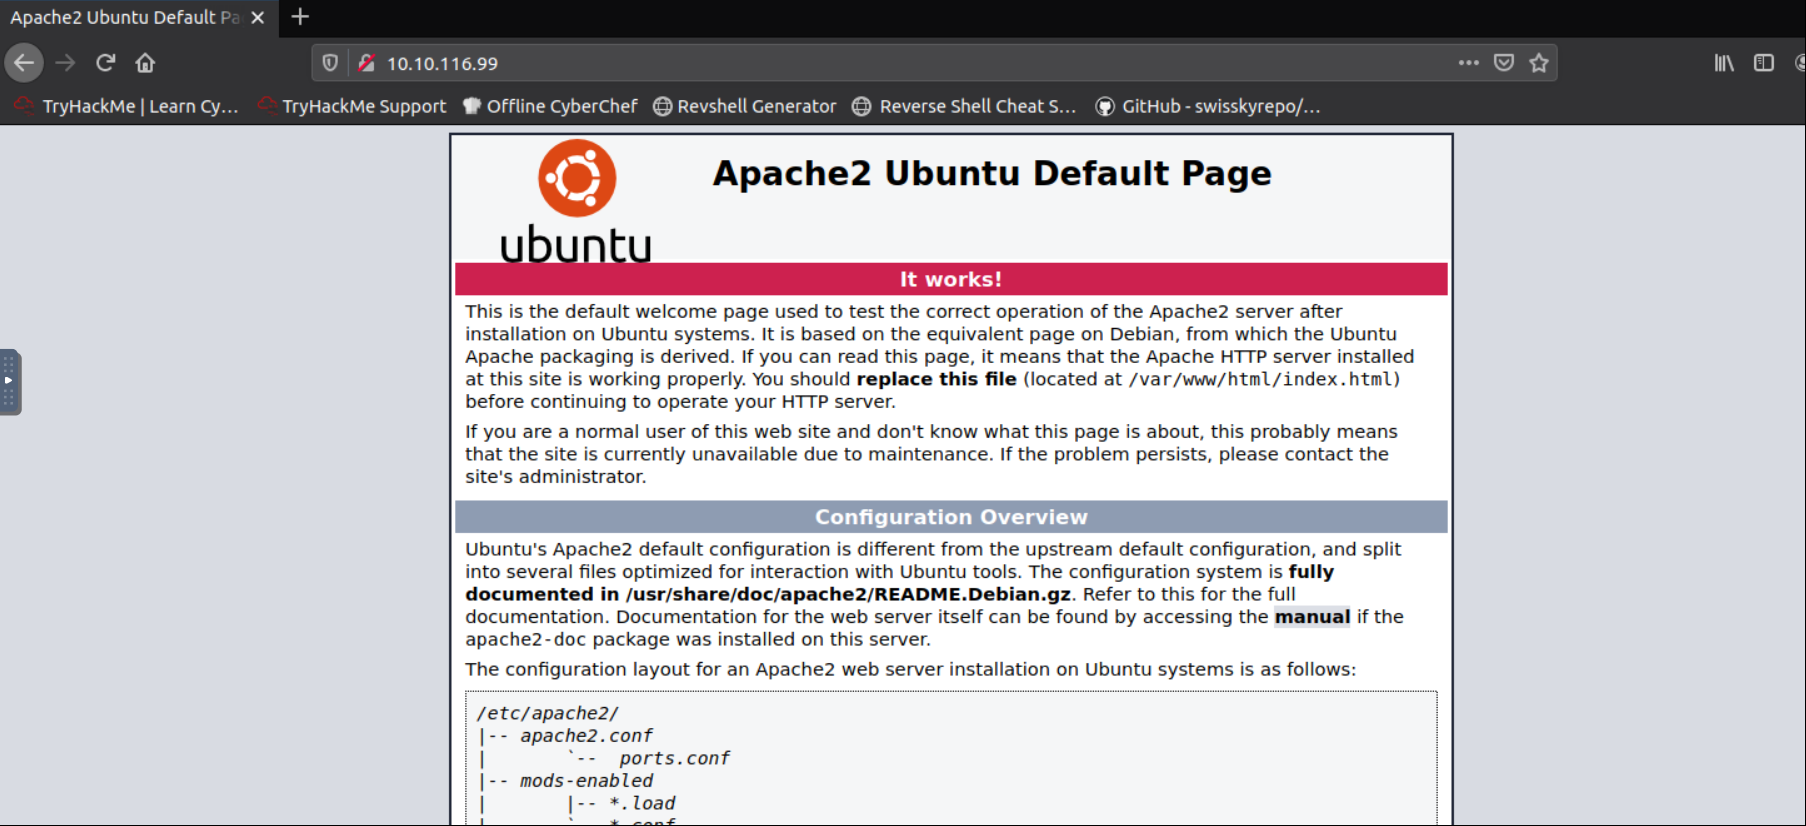 Apache2 Ubuntu Default Pa
10.10.116.99
TryHackMe | Learn Cy... TryHackMe Support Offline CyberChef Revshell Generator Reverse Shell Cheat S... GitHub - swisskyrepo/...
ubuntu
Apache2 Ubuntu Default Page
It works!
This is the default welcome page used to test the correct operation of the Apache2 server after
installation on Ubuntu systems. It is based on the equivalent page on Debian, from which the Ubuntu
Apache packaging is derived. If you can read this page, it means that the Apache HTTP server installed
at this site is working properly. You should replace this file (located at /var/www/html/index.html)
before continuing to operate your HTTP server.
If you are a normal user of this web site and don't know what this page is about, this probably means
that the site is currently unavailable due to maintenance. If the problem persists, please contact the
site's administrator.
Configuration Overview
Ubuntu's Apache2 default configuration is different from the upstream default configuration, and split
into several files optimized for interaction with Ubuntu tools. The configuration system is fully
documented in /usr/share/doc/apache2/README.Debian.gz. Refer to this for the full
documentation. Documentation for the web server itself can be found by accessing the manual if the
apache2-doc package was installed on this server.
The configuration layout for an Apache2 web server installation on Ubuntu systems is as follows:
/etc/apache2/
|-- apache2.conf
|       `--  ports.conf
|-- mods-enabled
|       |-- *.load
|       `-- *.conf